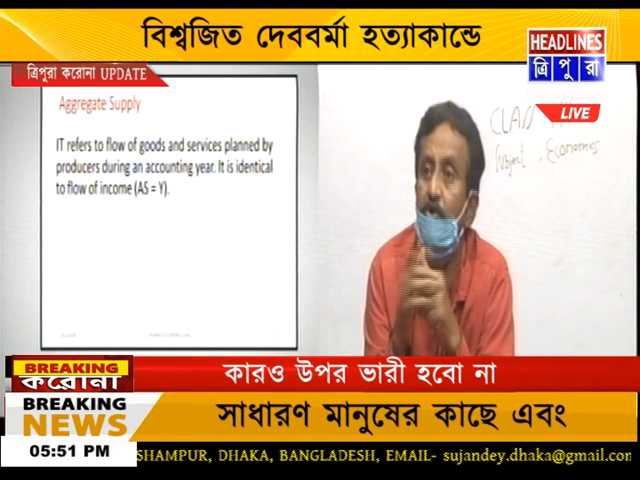 বিশ্বজিত দেববর্মা হত্যাকান্ডে
HEADLINES
ত্রি পু রা
LIVE
ত্রিপুরা করোনা UPDATE
Aggregate Supply
IT refers to flow of goods and services planned by
producers during an accounting year. It is identical
to flow of income (AS = Y).
CLASS
Subject : Economics
BREAKING
করোনা
কারও উপর ভারী হবো না
BREAKING
NEWS
সাধারণ মানুষের কাছে এবং
05:51 PM
SHAMPUR, DHAKA, BANGLADESH, EMAIL- sujandey.dhaka@gmail.com